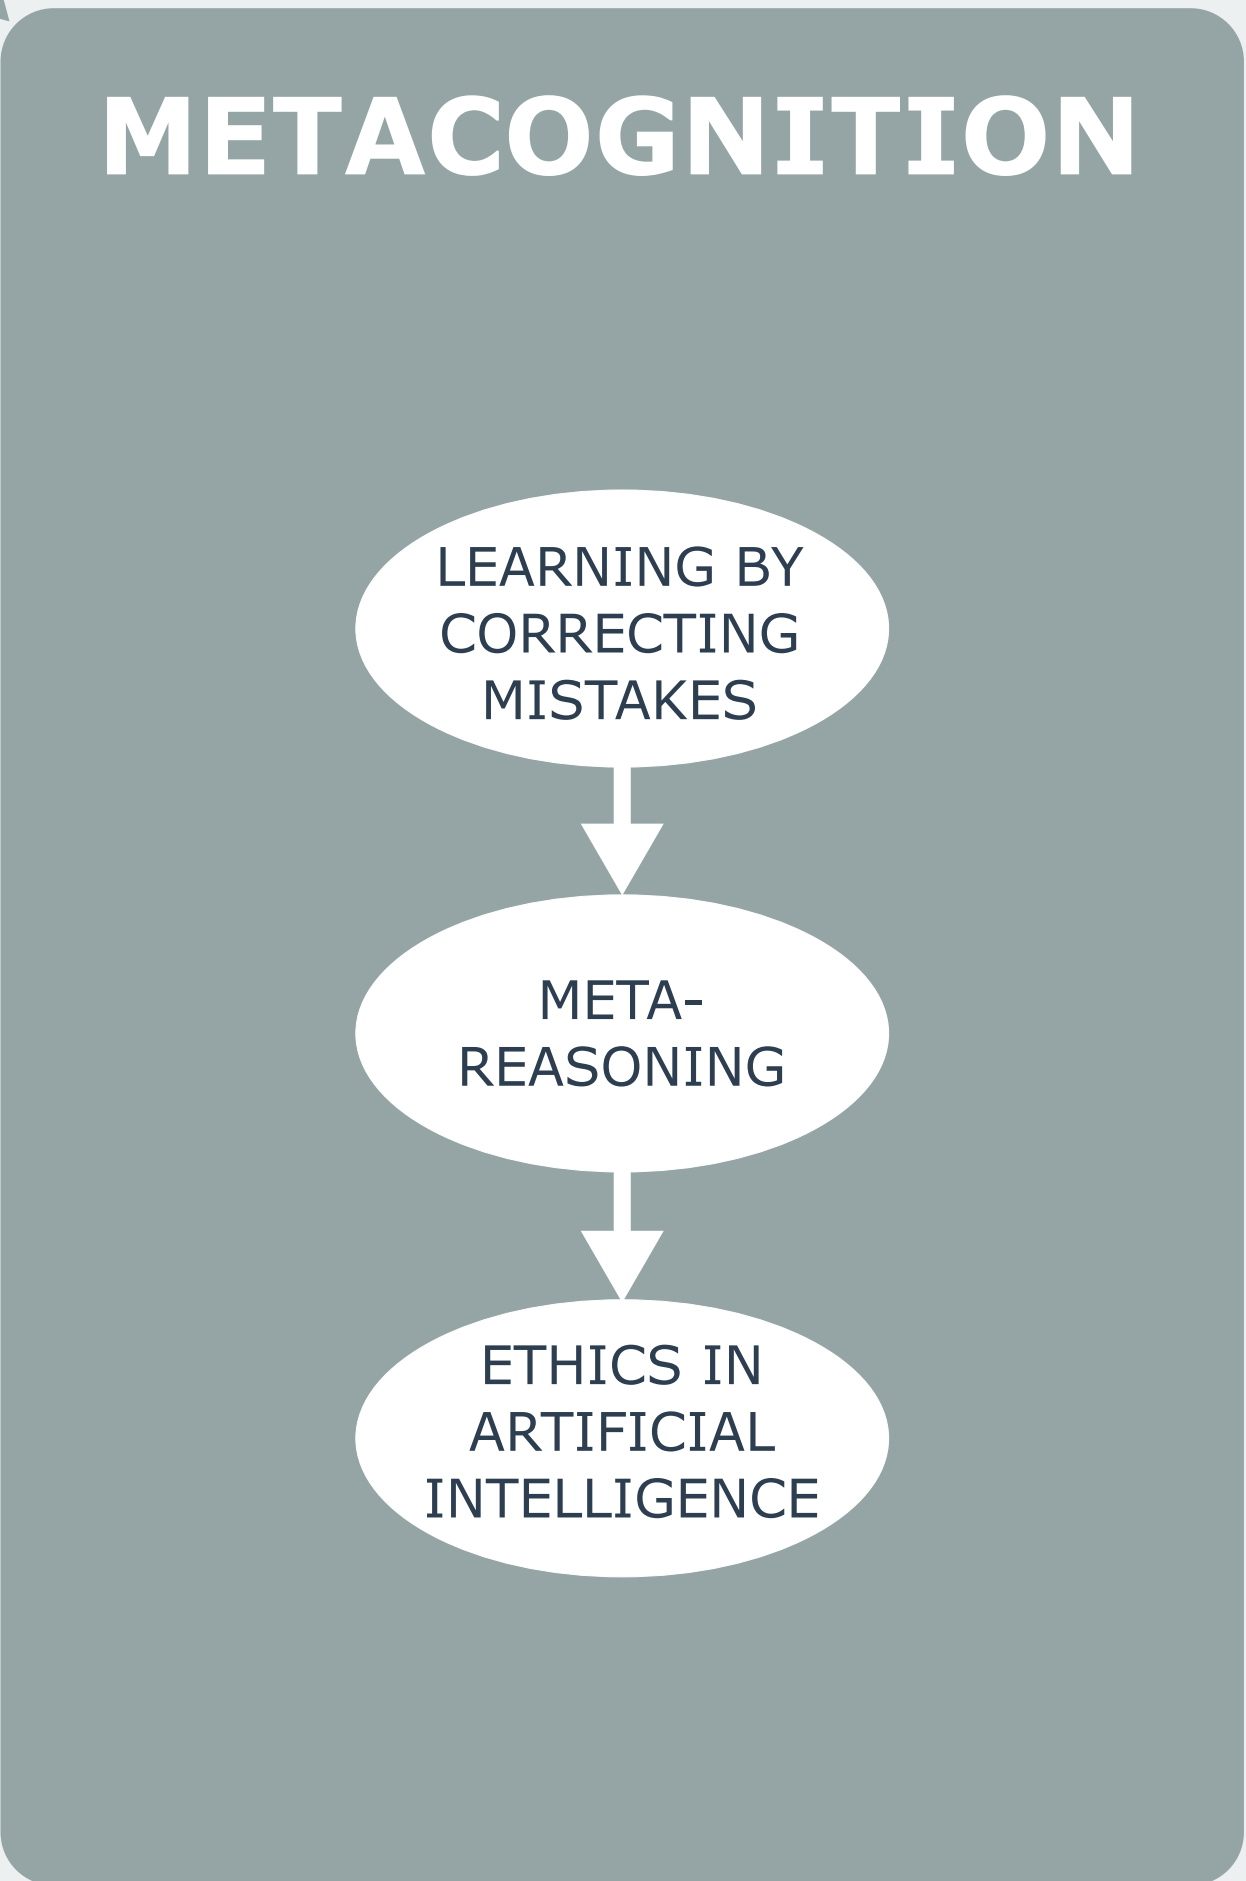 METACOGNITION
LEARNING BY
CORRECTING
MISTAKES
META-
REASONING
ETHICS IN
ARTIFICIAL
INTELLIGENCE